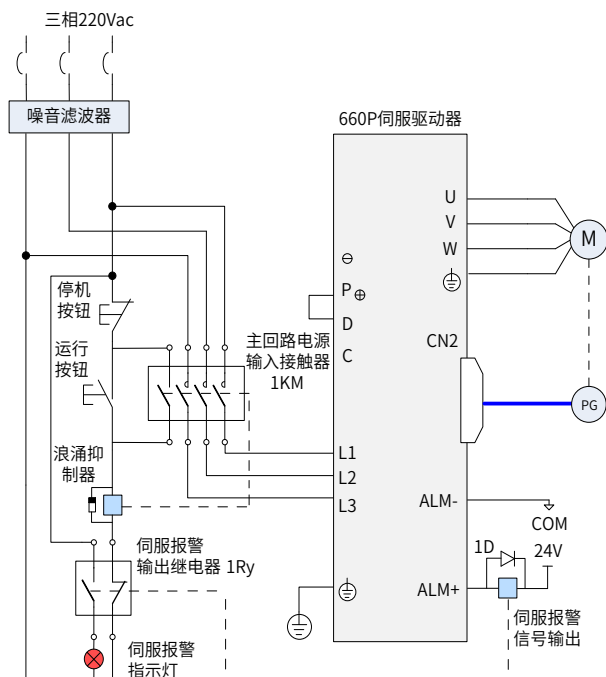 三相220Vac
噪音滤波器
660P伺服驱动器
U
V
W
M
P
D
C
CN2
停机
按钮
运行
按钮
主回路电源
输入接触器
1KM
PG
浪涌抑
制器
L1
L2
L3
ALM-
COM
伺服报警
输出继电器 1Ry
1D
24V
ALM+
伺服报警
信号输出
伺服报警
指示灯